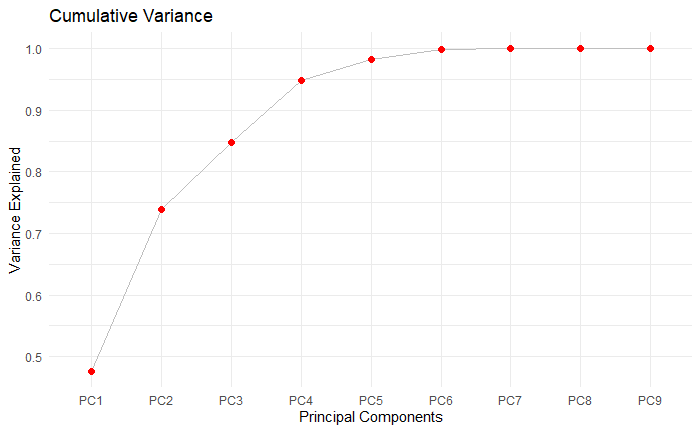 Cumulative Variance
1.0
0.9
0.8
0.7
0.6
0.5
Variance Explained
PC1 PC2 PC3 PC4 PC5 PC6 PC7 PC8 PC9
Principal Components